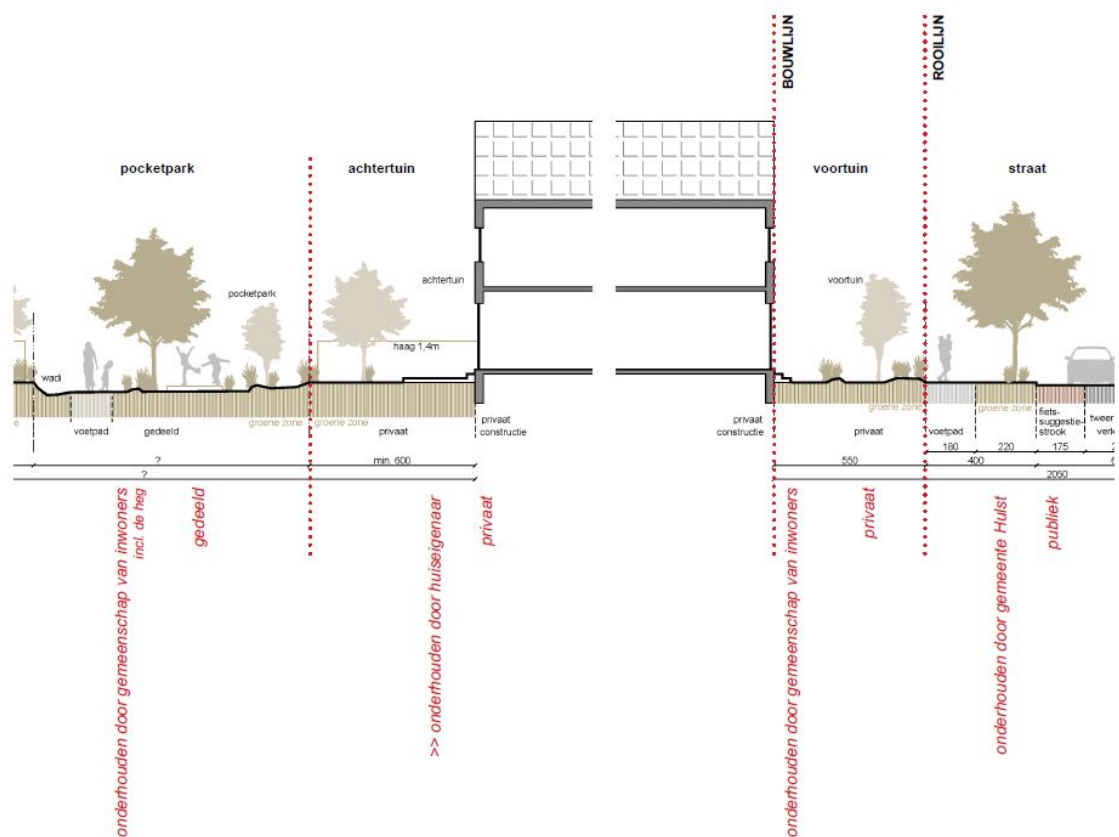 BOUWLIJN
ROOILIJN
pocketpark
achtertuin
voortuin
straat
achtertuin
voortuin
pocketpark
haag 1,4m
wadi
groene zone
groene zone
groene zone
voetpad
gedeeld
privaat
privaat
constructie
privaat
constructie
privaat
voetpad
fiets-
suggestie-
strook
?
min. 600
?
550
180
220
175
400
2050
onderhouden door gemeenschap van inwoners
incl. de heg
gedeeld
>> onderhouden door huiseigenaar
privaat
onderhouden door gemeenschap van inwoners
privaat
onderhouden door gemeente Hulst
publiek